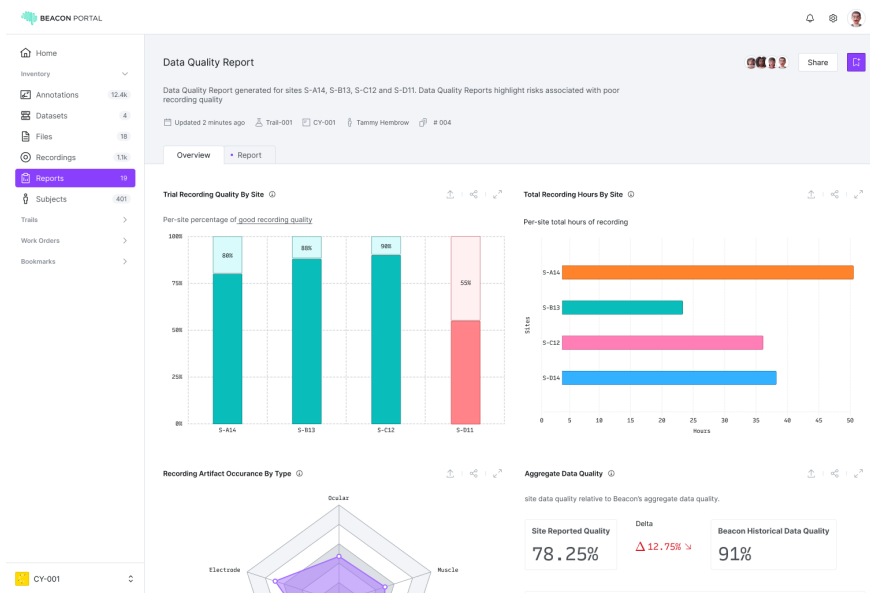 BEACON PORTAL
Home
Inventory
Annotations 12.4k
Datasets 4
Files 18
Recordings 1.1k
Reports 19
Subjects 401
Trails
Work Orders
Bookmarks
CY-001
Data Quality Report
Share
Data Quality Report generated for sites S-A14, S-B13, S-C12 and S-D11. Data Quality Reports highlight risks associated with poor
recording quality
Updated 2 minutes ago Trail-001 CY-001 Tammy Hembrow # 004
Overview • Report
Trial Recording Quality By Site
Per-site percentage of good recording quality
100%
75%
50%
25%
0%
80%
88%
90%
55%
S-A14 S-B13 S-C12 S-D11
Total Recording Hours By Site
Per-site total hours of recording
Sites
S-A14
S-B13
S-C12
S-D14
0 5 10 15 20 25 30 35 40 45 50
Hours
Recording Artifact Occurance By Type
Ocular
Electrode
Muscle
Aggregate Data Quality
site data quality relative to Beacon's aggregate data quality.
Site Reported Quality
78.25%
Delta
12.75%
Beacon Historical Data Quality
91%